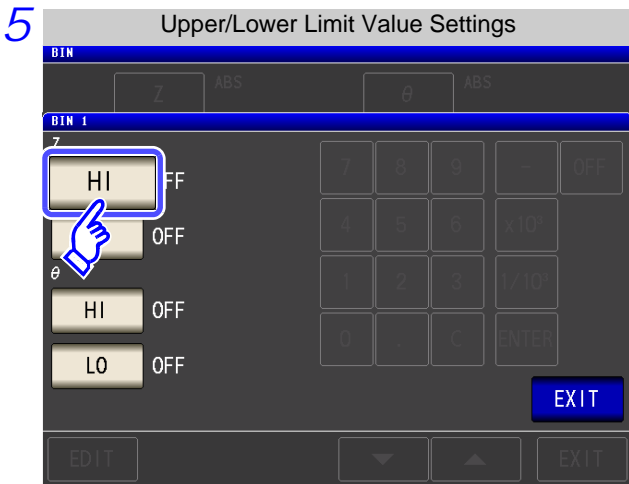 5 Upper/Lower Limit Value Settings
BIN
Z ABS θ ABS
BIN 1
Z
HI FF
OFF
θ
HI OFF
LO OFF
7 8 9 - OFF
4 5 6 x10³
1 2 3 1/10³
0 . C ENTER
EXIT
EDIT ▼ ▲ EXIT